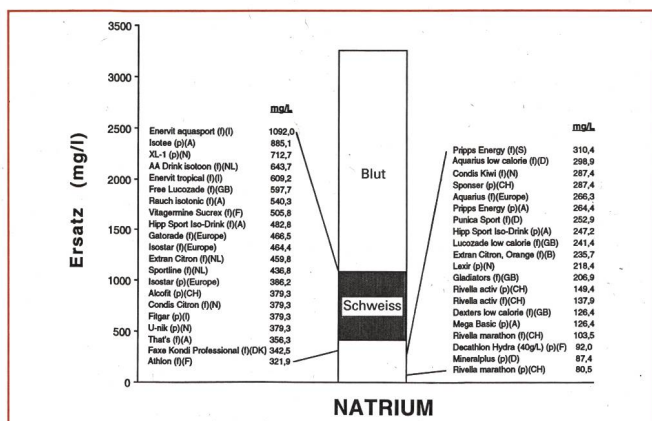 Ersatz (mg/l)
3500
3000
2500
2000
1500
1000
500
0
mg/L
Enervit aquasport (f)(I) 1092,0
Isotee (p)(A) 885,1
XL-1 (p)(N) 712,7
AA Drink isotoon (f)(NL) 643,7
Enervit tropical (f)(I) 609,2
Free Lucozade (f)(GB) 597,7
Rauch isotonic (f)(A) 540,3
Vitagermine Sucrex (f)(F) 505,8
Hipp Sport Iso-Drink (f)(A) 482,8
Gatorade (f)(Europe) 466,5
Isostar (f)(Europe) 464,4
Extran Citron (f)(NL) 459,8
Sportline (f)(NL) 436,8
Isostar (p)(Europe) 386,2
Alcofit (p)(CH) 379,3
Condis Citron (f)(N) 379,3
Fitgar (p)(I) 379,3
U-nik (p)(N) 379,3
That's (f)(A) 356,3
Faxe Kondi Professional (f)(DK) 342,5
Athlon (f)(F) 321,9
Blut
Schweiss
mg/L
Pripps Energy (f)(S) 310,4
Aquarius low calorie (f)(D) 298,9
Condis Kiwi (f)(N) 287,4
Sponser (p)(CH) 287,4
Aquarius (f)(Europe) 266,3
Pripps Energy (p)(A) 264,4
Punica Sport (f)(D) 252,9
Hipp Sport Iso-Drink (p)(A) 247,2
Lucozade low calorie (f)(GB) 241,4
Extran Citron, Orange (f)(B) 235,7
Lexir (p)(N) 218,4
Gladiators (f)(GB) 206,9
Rivella activ (p)(CH) 149,4
Rivella activ (f)(CH) 137,9
Dexters low calorie (f)(GB) 126,4
Mega Basic (p)(A) 126,4
Rivella marathon (f)(CH) 103,5
Decathlon Hydra (40g/L) (p)(F) 92,0
Mineralplus (p)(D) 87,4
Rivella marathon (p)(CH) 80,5
NATRIUM